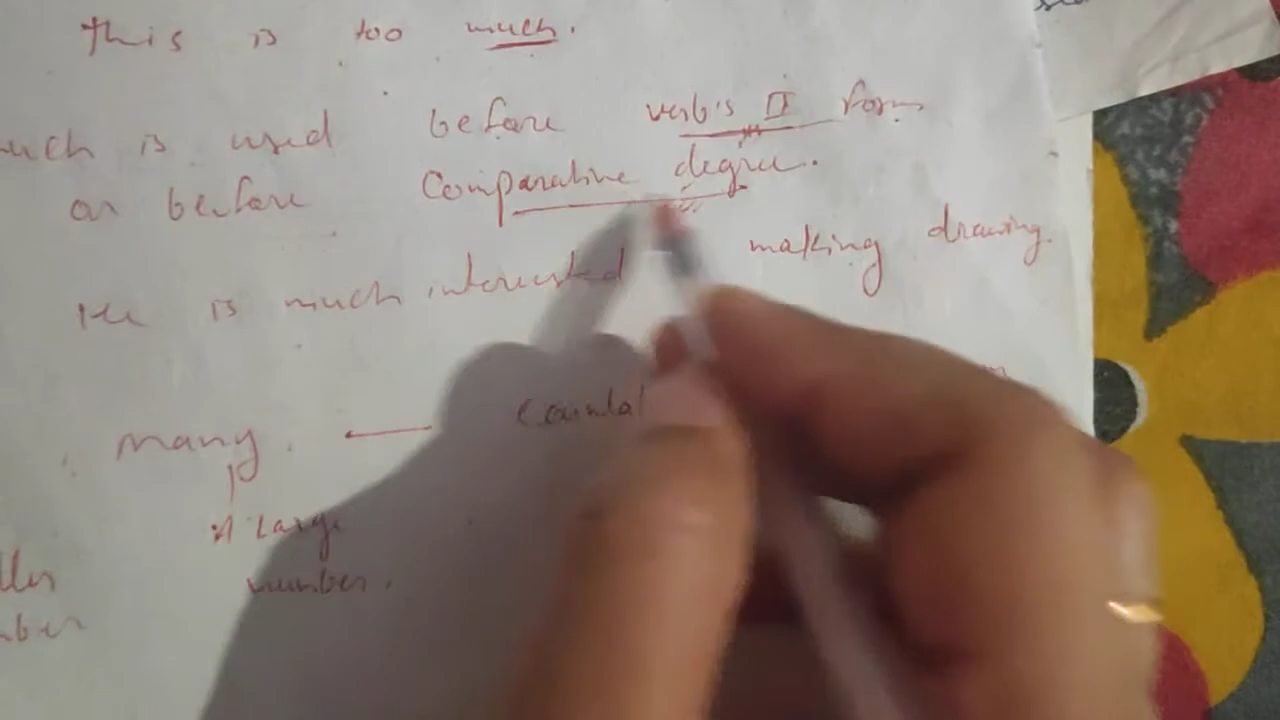 This is too much.
uch is used before verb's II form
or before Comparative degree.
He is much interested making drawing.
many.
Large
number.